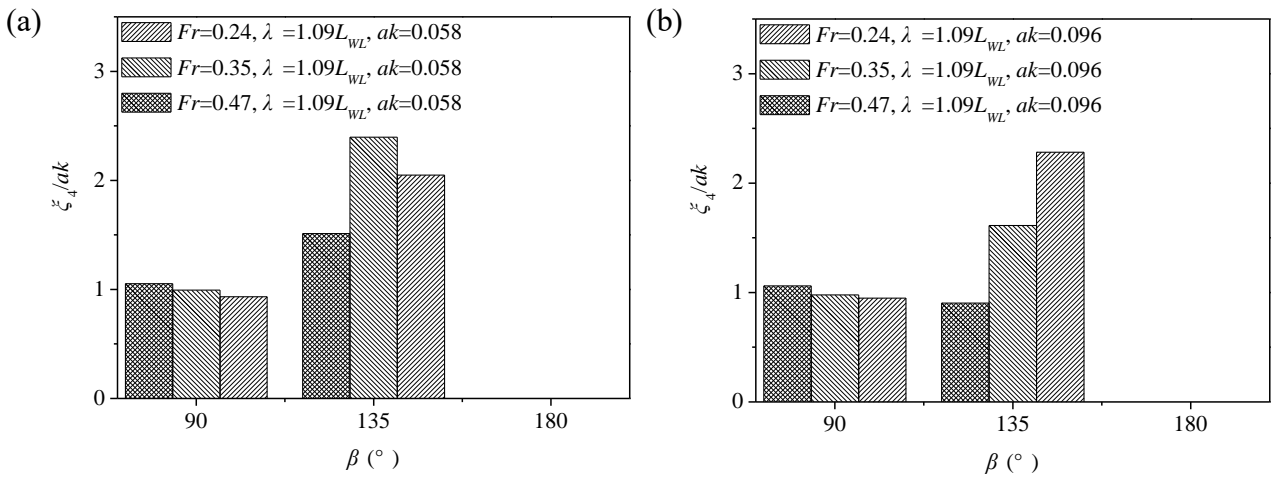 (a)
Fr=0.24, λ =1.09L_WL, ak=0.058
Fr=0.35, λ =1.09L_WL, ak=0.058
Fr=0.47, λ =1.09L_WL, ak=0.058
3
2
1
0
ξ_4/ak
90 135 180
β (°)
(b)
Fr=0.24, λ =1.09L_WL, ak=0.096
Fr=0.35, λ =1.09L_WL, ak=0.096
Fr=0.47, λ =1.09L_WL, ak=0.096
3
2
1
0
ξ_4/ak
90 135 180
β (°)